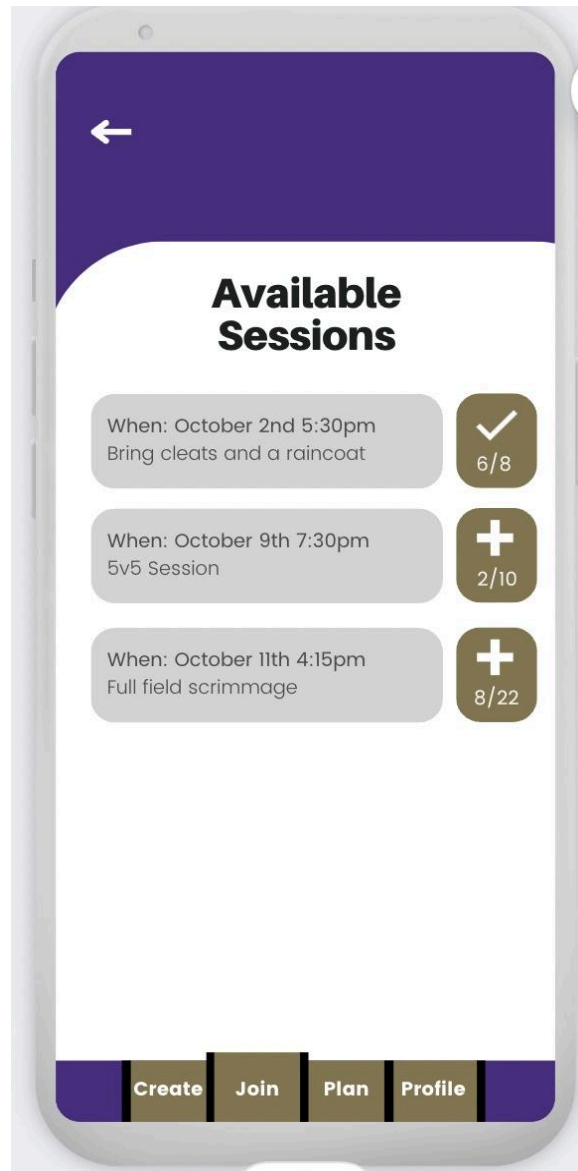 Available
Sessions
When: October 2nd 5:30pm
Bring cleats and a raincoat
6/8
When: October 9th 7:30pm
5v5 Session
2/10
When: October 11th 4:15pm
Full field scrimmage
8/22
Create Join Plan Profile